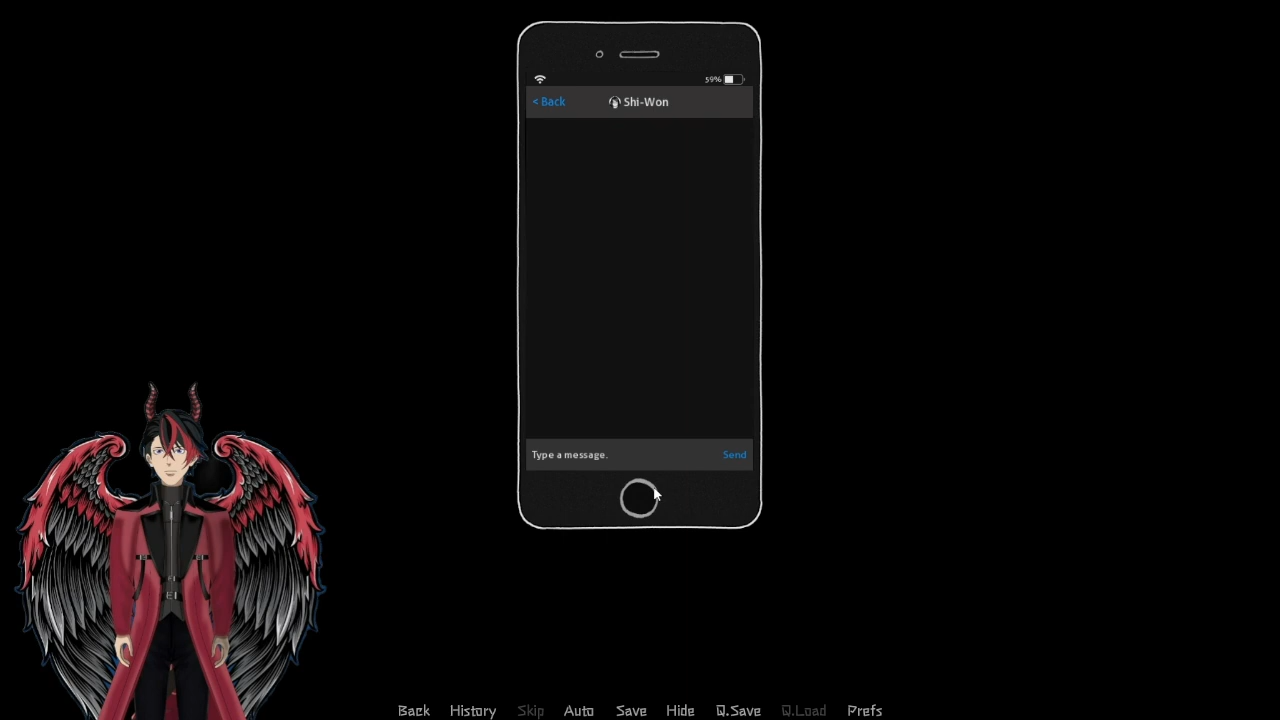 59%
< Back Shi-Won
Type a message. Send
Back History Skip Auto Save Hide Q.Save Q.Load Prefs